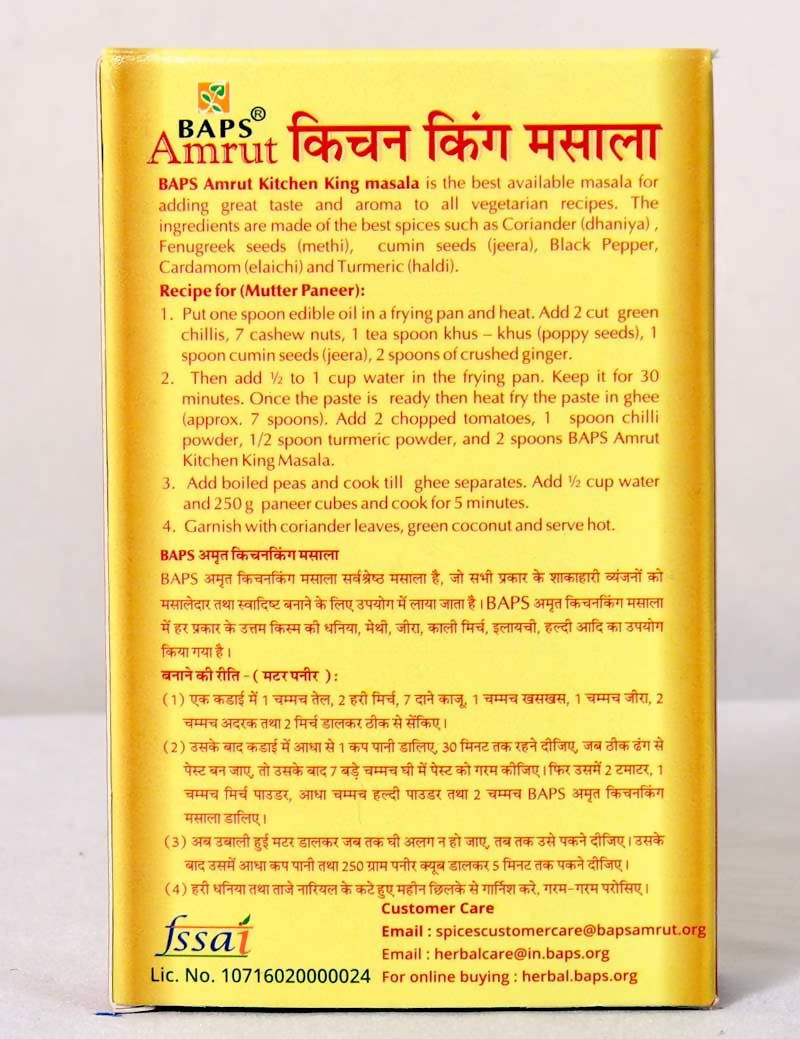 BAPS®
Amrut किचन किंग मसाला
BAPS Amrut Kitchen King masala is the best available masala for
adding great taste and aroma to all vegetarian recipes. The
ingredients are made of the best spices such as Coriander (dhaniya) ,
Fenugreek seeds (methi), cumin seeds (jeera), Black Pepper,
Cardamom (elaichi) and Turmeric (haldi).
Recipe for (Mutter Paneer):
1. Put one spoon edible oil in a frying pan and heat. Add 2 cut green
chillis, 7 cashew nuts, 1 tea spoon khus – khus (poppy seeds), 1
spoon cumin seeds (jeera), 2 spoons of crushed ginger.
2. Then add ½ to 1 cup water in the frying pan. Keep it for 30
minutes. Once the paste is ready then heat fry the paste in ghee
(approx. 7 spoons). Add 2 chopped tomatoes, 1 spoon chilli
powder, 1/2 spoon turmeric powder, and 2 spoons BAPS Amrut
Kitchen King Masala.
3. Add boiled peas and cook till ghee separates. Add ½ cup water
and 250 g paneer cubes and cook for 5 minutes.
4. Garnish with coriander leaves, green coconut and serve hot.
BAPS अमृत किचनकिंग मसाला
BAPS अमृत किचनकिंग मसाला सर्वश्रेष्ठ मसाला है, जो सभी प्रकार के शाकाहारी व्यंजनों को
मसालेदार तथा स्वादिष्ट बनाने के लिए उपयोग में लाया जाता है । BAPS अमृत किचनकिंग मसाला
में हर प्रकार के उत्तम किस्म की धनिया, मेथी, जीरा, काली मिर्च, इलायची, हल्दी आदि का उपयोग
किया गया है ।
बनाने की रीति - ( मटर पनीर ) :
(1) एक कडाई में 1 चम्मच तेल, 2 हरी मिर्च, 7 दाने काजू, 1 चम्मच खसखस, 1 चम्मच जीरा, 2
चम्मच अदरक तथा 2 मिर्च डालकर ठीक से सेंकिए ।
(2) उसके बाद कडाई में आधा से 1 कप पानी डालिए, 30 मिनट तक रहने दीजिए, जब ठीक ढंग से
पेस्ट बन जाए, तो उसके बाद 7 बड़े चम्मच घी में पेस्ट को गरम कीजिए । फिर उसमें 2 टमाटर, 1
चम्मच मिर्च पाउडर, आधा चम्मच हल्दी पाउडर तथा 2 चम्मच BAPS अमृत किचनकिंग
मसाला डालिए ।
(3) अब उबाली हुई मटर डालकर जब तक घी अलग न हो जाए, तब तक उसे पकने दीजिए । उसके
बाद उसमें आधा कप पानी तथा 250 ग्राम पनीर क्यूब डालकर 5 मिनट तक पकने दीजिए ।
(4) हरी धनिया तथा ताजे नारियल के कटे हुए महीन छिलके से गार्निश करे, गरम-गरम परोसिए ।
Customer Care
Email : spicescustomercare@bapsamrut.org
Email : herbalcare@in.baps.org
For online buying : herbal.baps.org
fssai
Lic. No. 10716020000024